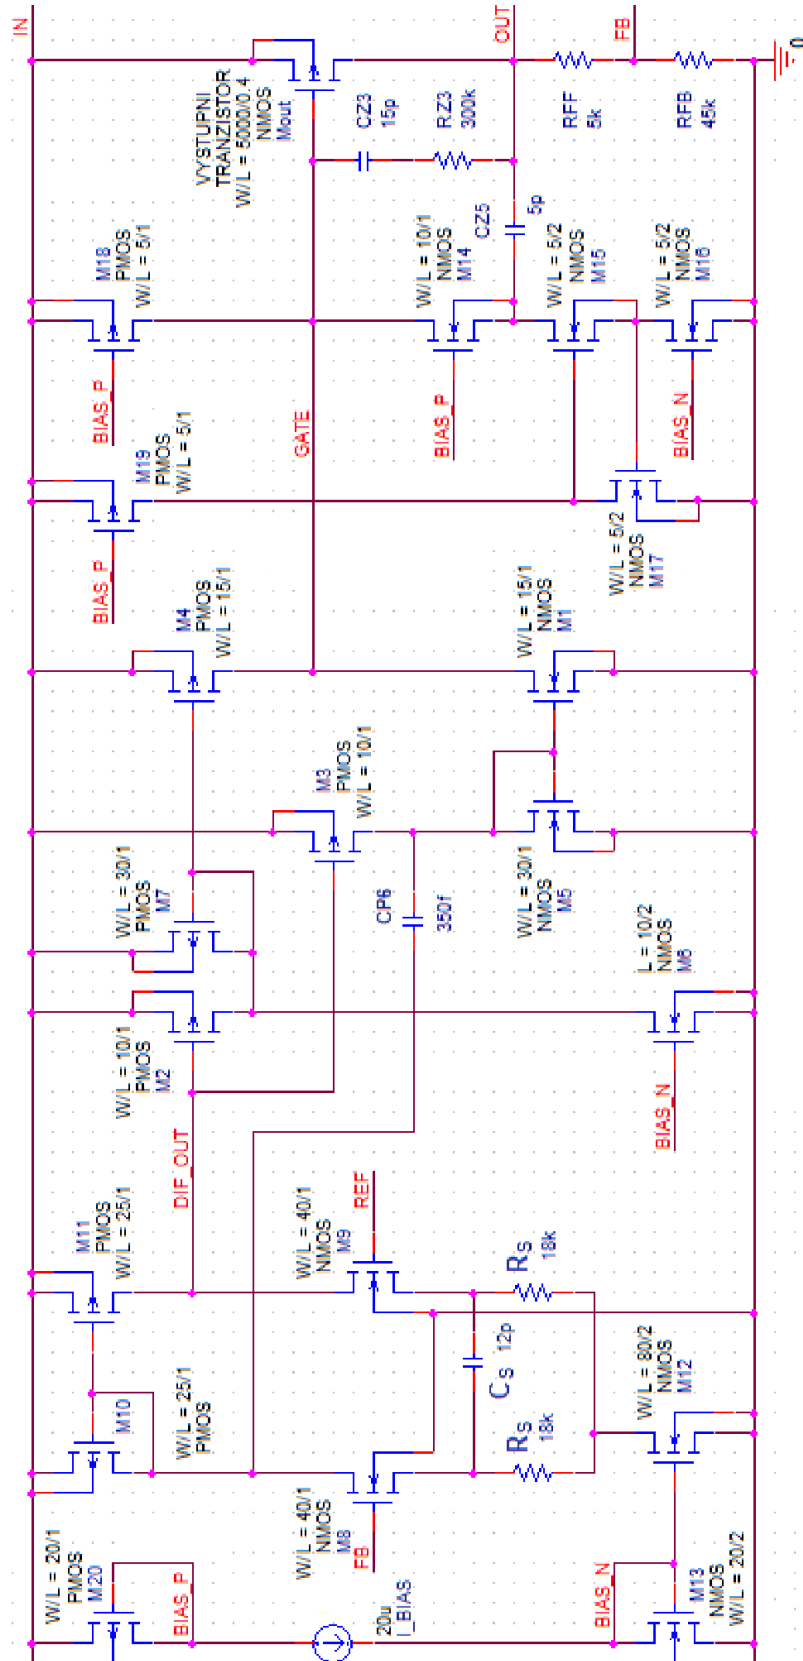 IN
VYSTUPNI
TRANZISTOR
W/L = 5000/0.4
NMOS
Mout
OUT
FB
0
CZ3
15p
RZ3
300k
RFF
5k
RFB
45k
CZ5
5p
M18
PMOS
W/L = 5/1
BIAS_P
W/L = 10/1
NMOS
M14
BIAS_P
W/L = 5/2
NMOS
M15
W/L = 5/2
NMOS
M16
BIAS_N
M19
PMOS
W/L = 5/1
BIAS_P
GATE
W/L = 5/2
NMOS
M17
M4
PMOS
W/L = 15/1
W/L = 15/1
NMOS
M1
M3
PMOS
W/L = 10/1
W/L = 30/1
PMOS
M7
CP6
350f
W/L = 30/1
NMOS
M5
L = 10/2
NMOS
M6
W/L = 10/1
PMOS
M2
BIAS_N
DIF_OUT
M11
PMOS
W/L = 25/1
W/L = 40/1
NMOS
M9
REF
RS
18k
CS
12p
M10
W/L = 25/1
PMOS
W/L = 40/1
NMOS
M8
FB
RS
18k
W/L = 80/2
NMOS
M12
W/L = 20/1
PMOS
M20
BIAS_P
20u
I_BIAS
BIAS_N
M13
NMOS
W/L = 20/2